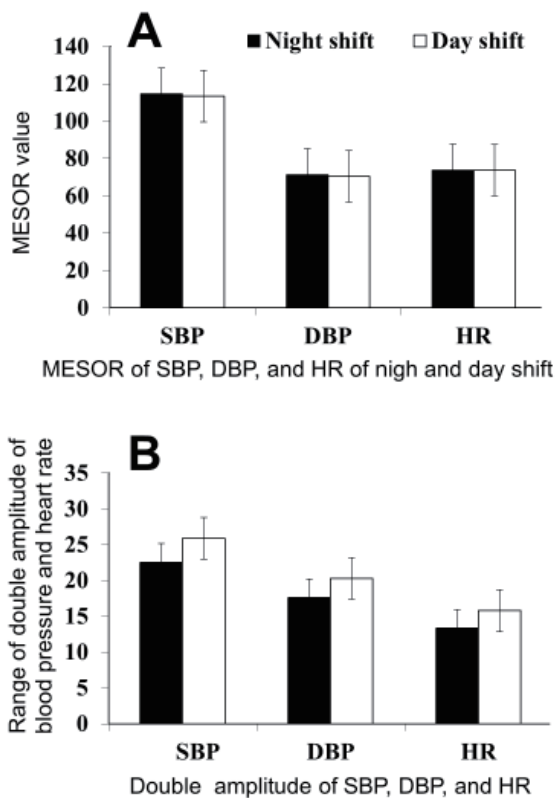 A
Night shift
Day shift
MESOR value
140
120
100
80
60
40
20
0
SBP DBP HR
MESOR of SBP, DBP, and HR of nigh and day shift
B
Range of double amplitude of
blood pressure and heart rate
35
30
25
20
15
10
5
0
SBP DBP HR
Double amplitude of SBP, DBP, and HR